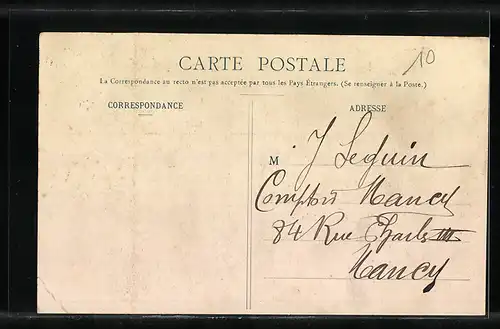 10
CARTE POSTALE
La Correspondance au recto n'est pas acceptée par tous les Pays Étrangers. (Se renseigner à la Poste.)
CORRESPONDANCE
ADRESSE
M J Seguin
Comptoir Nancy
84 Rue Charles III
Nancy